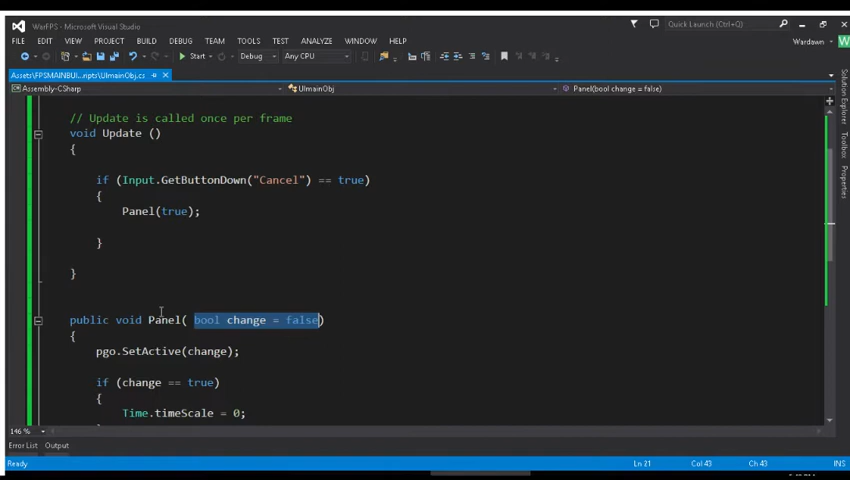 WerFPS - Microsoft Visual Studio
Quick Launch (Ctrl+Q)
FILE EDIT VIEW PROJECT BUILD DEBUG TEAM TOOLS TEST ANALYZE WINDOW HELP
Wardawn W
Start Debug Any CPU
Assets\FPSMAINBUI...ripts\UImainObj.cs
Assembly-CSharp UImainObj Panel(bool change = false)
// Update is called once per frame
void Update ()
{
if (Input.GetButtonDown("Cancel") == true)
{
Panel(true);
}
}
public void Panel( bool change = false)
{
pgo.SetActive(change);
if (change == true)
{
Time.timeScale = 0;
146 %
Error List Output
Ready Ln 21 Col 43 Ch 43 INS
Solution Explorer
Toolbox
Properties